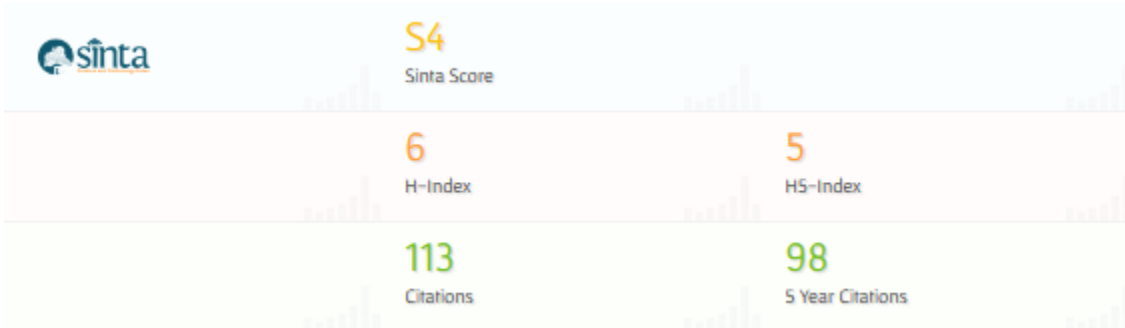 sinta
S4
Sinta Score
6
H-Index
5
H5-Index
113
Citations
98
5 Year Citations